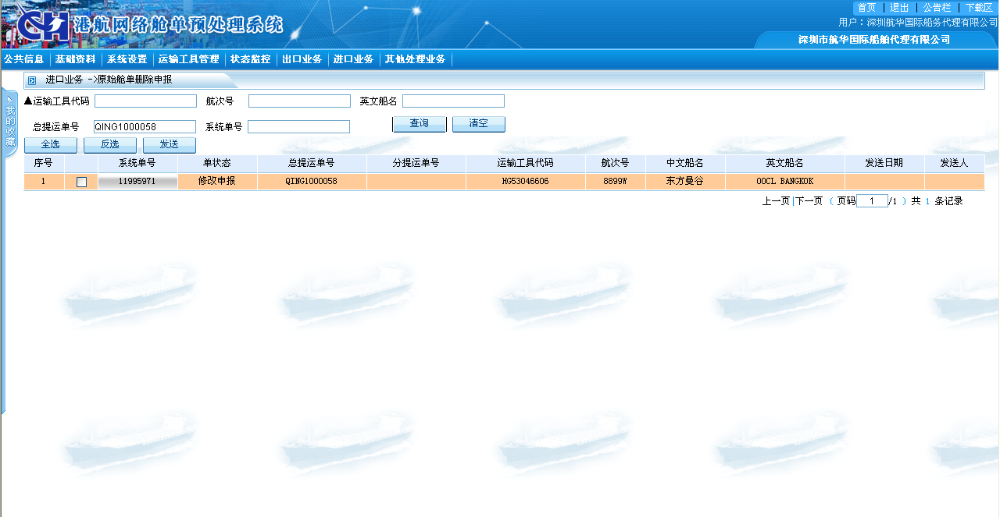 首页 | 退出 | 公告栏 | 下载区
CH 港航网络舱单预处理系统
用户：深圳航华国际船务代理有限公司
深圳市航华国际船舶代理有限公司
公共信息 | 基础资料 | 系统设置 | 运输工具管理 | 状态监控 | 出口业务 | 进口业务 | 其他处理业务 |
进口业务 ->原始舱单删除申报
我的收藏
▲运输工具代码 航次号 英文船名
总提运单号 QING1000058 系统单号 查询 清空
全选 反选 发送
序号 系统单号 单状态 总提运单号 分提运单号 运输工具代码 航次号 中文船名 英文船名 发送日期 发送人
1 11995971 修改申报 QING1000058 HG53046606 8899W 东方曼谷 OOCL BANGKOK
上一页|下一页 （ 页码 1 /1 ） 共 1 条记录